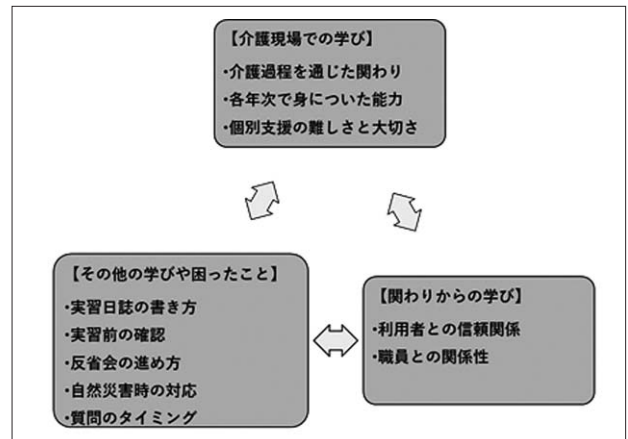 【介護現場での学び】
・介護過程を通じた関わり
・各年次で身についた能力
・個別支援の難しさと大切さ
【その他の学びや困ったこと】
・実習日誌の書き方
・実習前の確認
・反省会の進め方
・自然災害時の対応
・質問のタイミング
【関わりからの学び】
・利用者との信頼関係
・職員との関係性